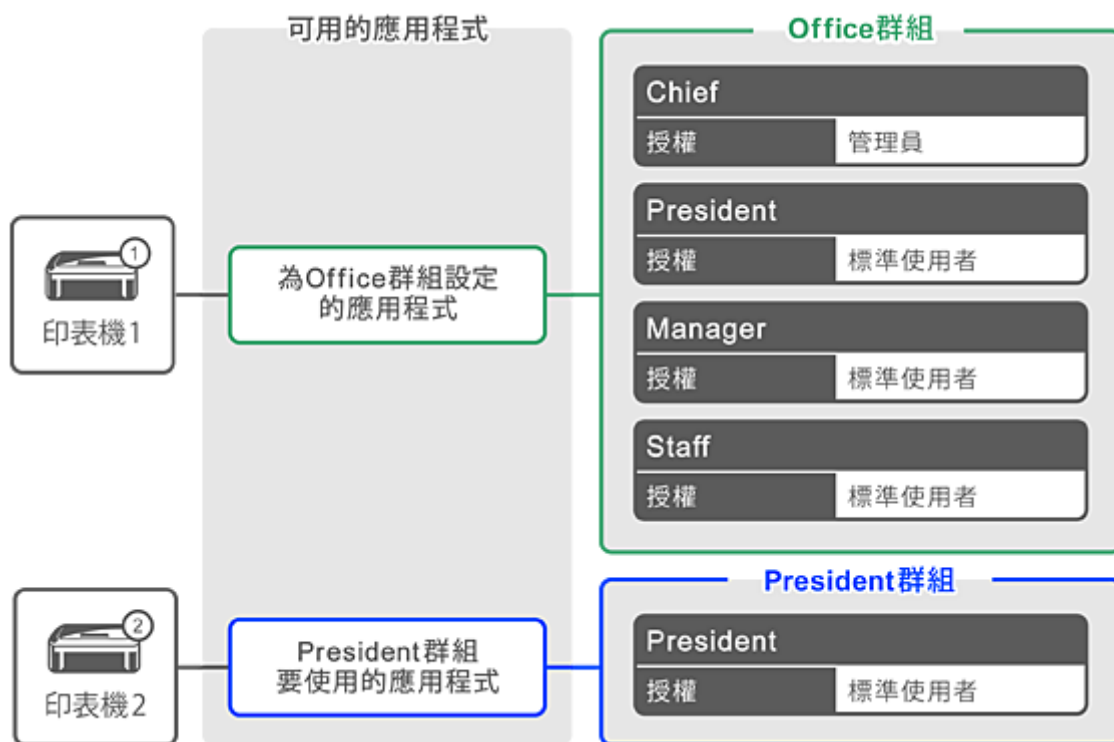 可用的應用程式
Office群組
Chief
授權 管理員
President
授權 標準使用者
Manager
授權 標準使用者
Staff
授權 標準使用者
1
印表機1
為Office群組設定
的應用程式
President群組
President
授權 標準使用者
2
印表機2
President群組
要使用的應用程式